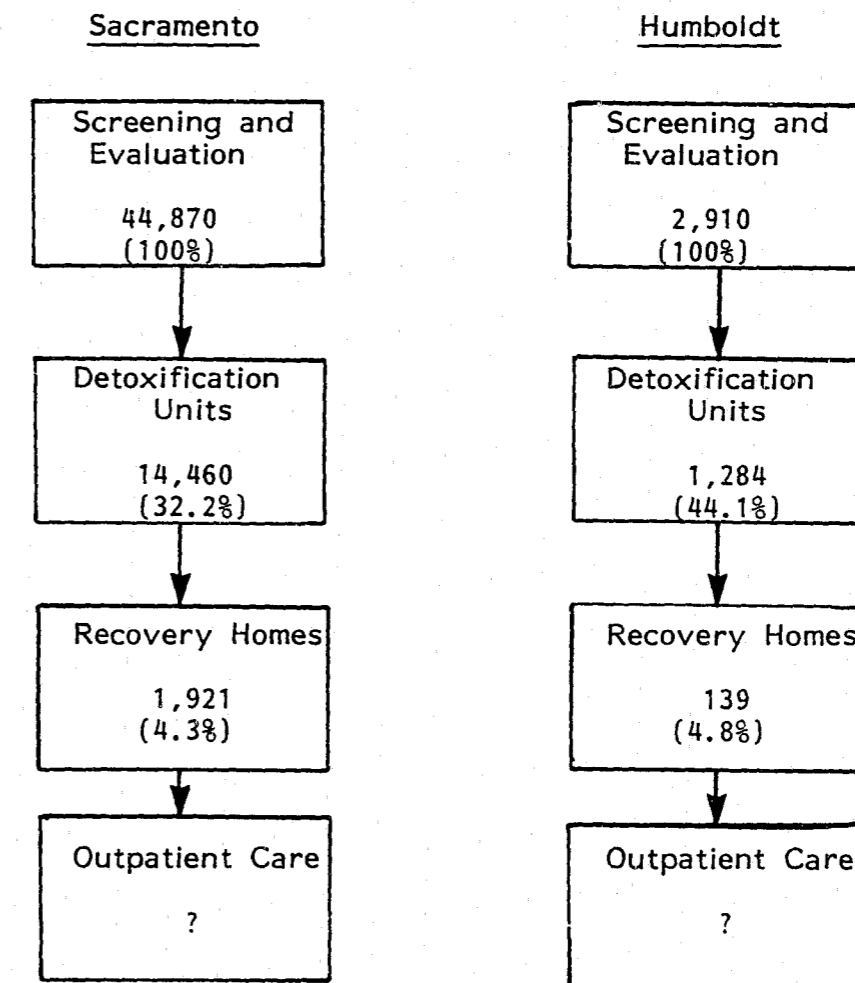 Sacramento
Screening and
Evaluation
44,870
(100%)
Detoxification
Units
14,460
(32.2%)
Recovery Homes
1,921
(4.3%)
Outpatient Care
?
Humboldt
Screening and
Evaluation
2,910
(100%)
Detoxification
Units
1,284
(44.1%)
Recovery Homes
139
(4.8%)
Outpatient Care
?